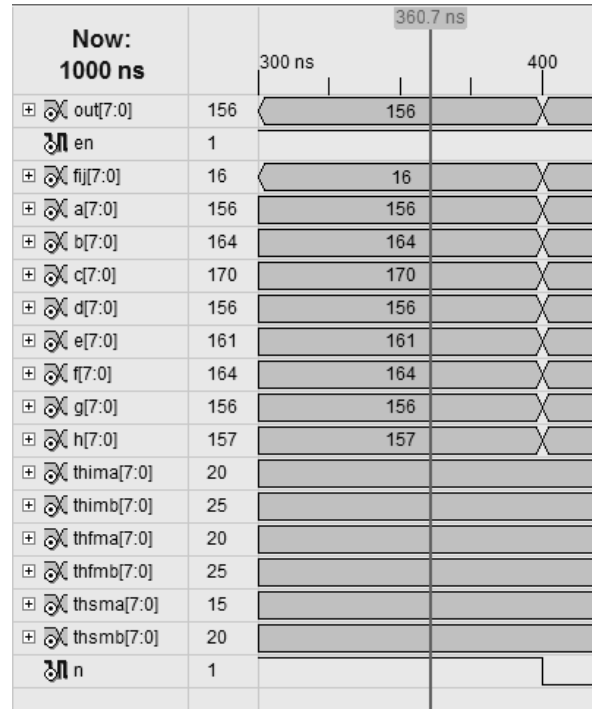 360.7 ns
Now:
1000 ns
300 ns 400
out[7:0] 156 156
en 1
fij[7:0] 16 16
a[7:0] 156 156
b[7:0] 164 164
c[7:0] 170 170
d[7:0] 156 156
e[7:0] 161 161
f[7:0] 164 164
g[7:0] 156 156
h[7:0] 157 157
thima[7:0] 20
thimb[7:0] 25
thfma[7:0] 20
thfmb[7:0] 25
thsma[7:0] 15
thsmb[7:0] 20
n 1